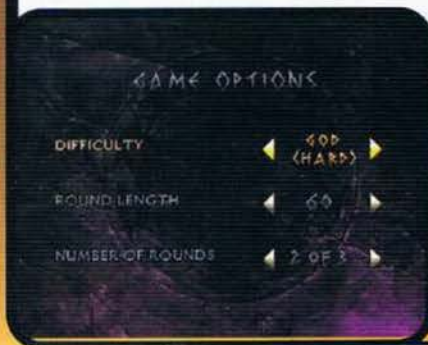 GAME OPTIONS
DIFFICULTY
GOD
(HARD)
ROUND LENGTH
60
NUMBER OF ROUNDS
2 OF 3